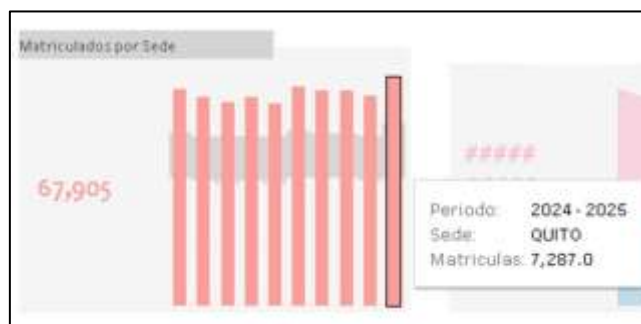 Matriculados por Sede
67,905
#####
Periodo: 2024 - 2025
Sede: QUITO
Matriculas: 7,287.0